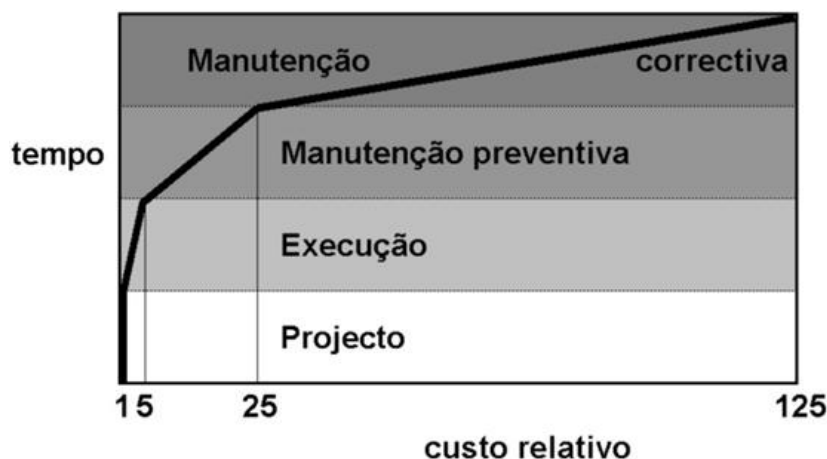 Manutenção correctiva
tempo
Manutenção preventiva
Execução
Projecto
1 5 25 125
custo relativo